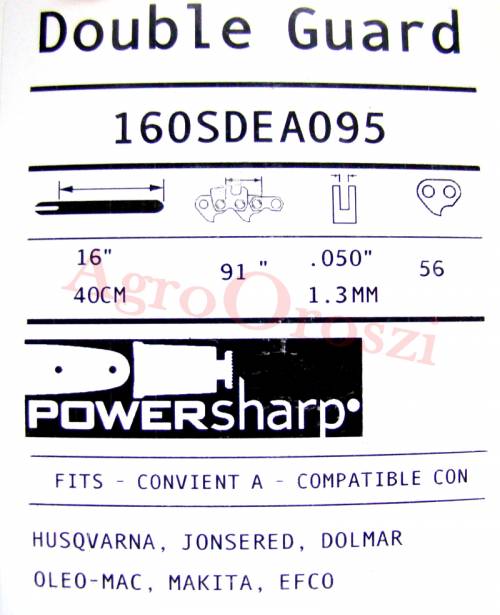 Double Guard
160SDEA095
16" 91 " .050" 56
40CM 1.3MM
AgroOroszi
POWERsharp
FITS - CONVIENT A - COMPATIBLE CON
HUSQVARNA, JONSERED, DOLMAR
OLEO-MAC, MAKITA, EFCO